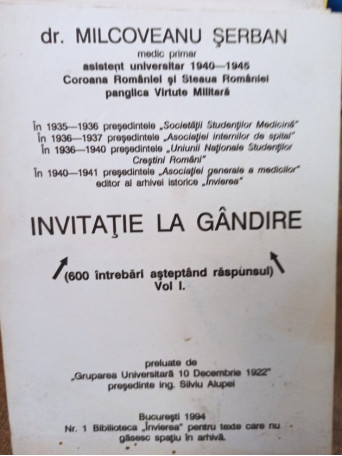 dr. MILCOVEANU ŞERBAN
medic primar
asistent universitar 1940—1945
Coroana României şi Steaua României
panglica Virtute Militară
în 1935—1936 preşedintele „Societăţii Studenţilor Medicină"
în 1936—1937 preşedintele „Asociaţiei internilor de spital"
în 1936—1940 preşedintele „Uniunii Naţionale Studenţilor
Creştini Români"
în 1940—1941 preşedintele „Asociaţiei generale a medicilor"
editor al arhivei istorice „Învierea"
INVITAŢIE LA GÂNDIRE
(600 întrebări aşteptând răspunsul)
Vol I.
preluate de
„Gruparea Universitară 10 Decembrie 1922"
preşedinte ing. Silviu Alupei
Bucureşti 1994
Nr. 1 Bibilioteca „Învierea" pentru texte care nu
găsesc spaţiu în arhivă.